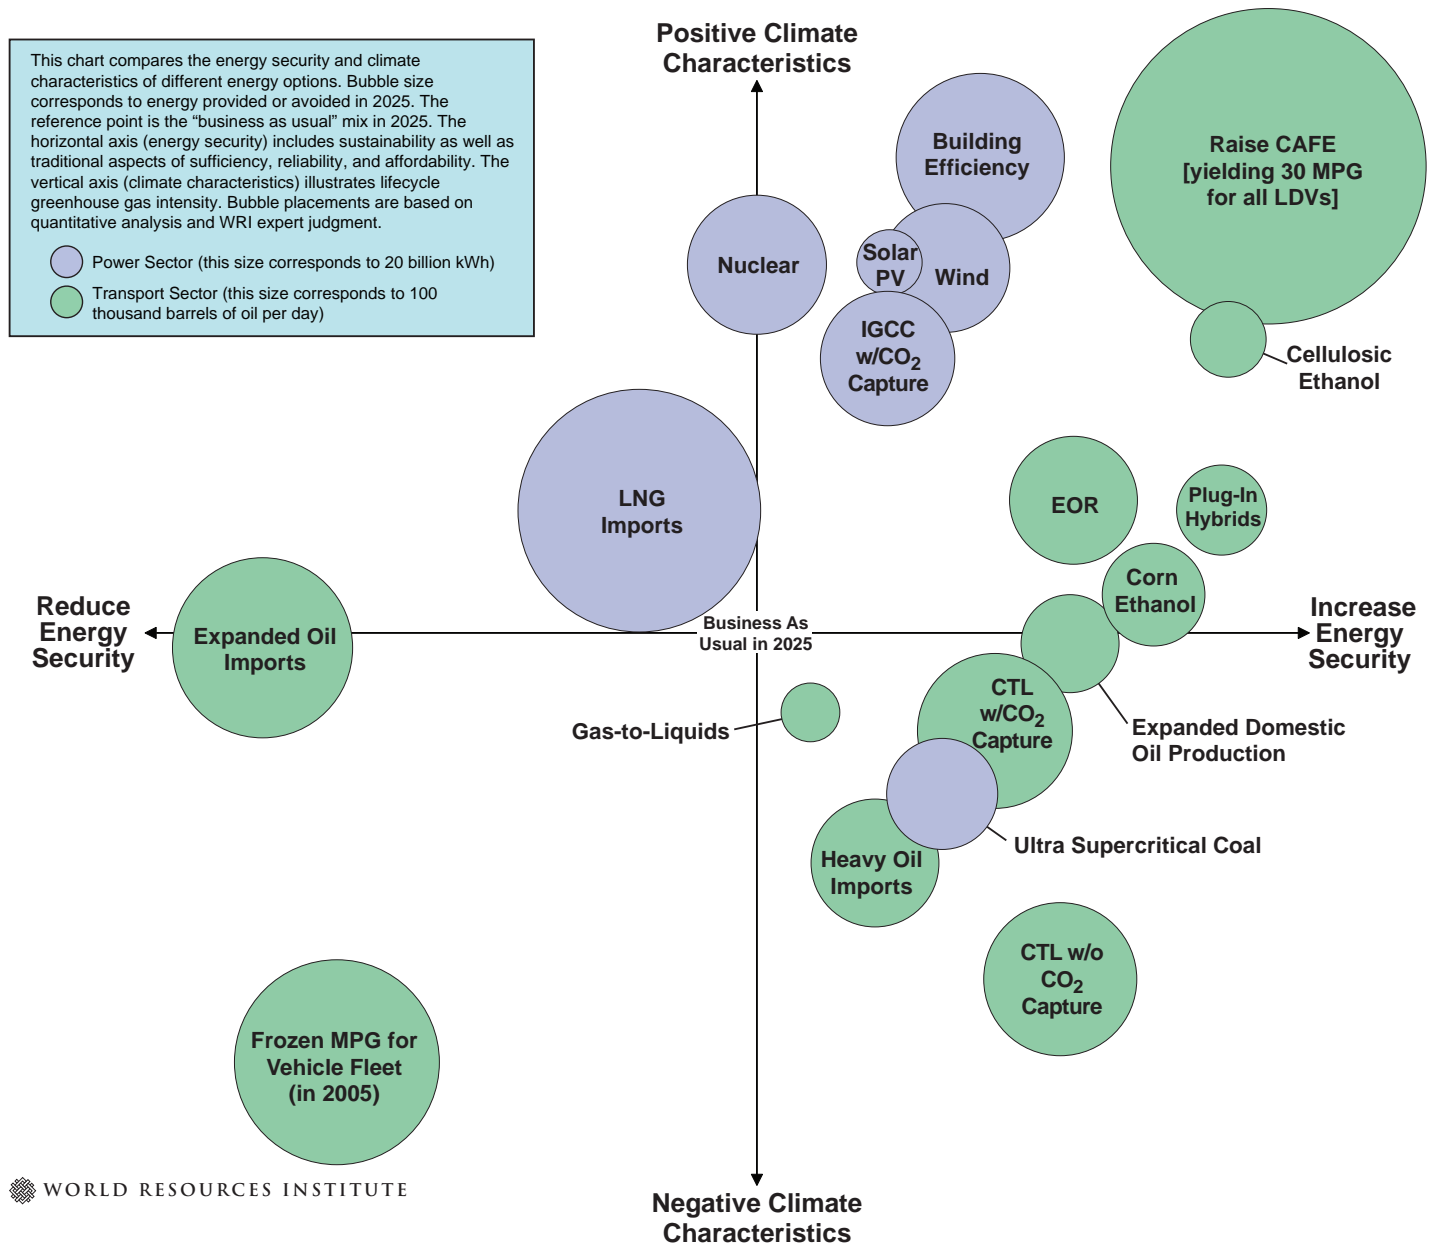 This chart compares the energy security and climate
characteristics of different energy options. Bubble size
corresponds to energy provided or avoided in 2025. The
reference point is the “business as usual” mix in 2025. The
horizontal axis (energy security) includes sustainability as well as
traditional aspects of sufficiency, reliability, and affordability. The
vertical axis (climate characteristics) illustrates lifecycle
greenhouse gas intensity. Bubble placements are based on
quantitative analysis and WRI expert judgment.
Power Sector (this size corresponds to 20 billion kWh)
Transport Sector (this size corresponds to 100
thousand barrels of oil per day)
Positive Climate
Characteristics
Building
Efficiency
Raise CAFE
[yielding 30 MPG
for all LDVs]
Nuclear
Solar
PV
Wind
IGCC
w/CO2
Capture
Cellulosic
Ethanol
LNG
Imports
EOR
Plug-In
Hybrids
Corn
Ethanol
Reduce
Energy
Security
Expanded Oil
Imports
Business As
Usual in 2025
Increase
Energy
Security
Gas-to-Liquids
CTL
w/CO2
Capture
Expanded Domestic
Oil Production
Ultra Supercritical Coal
Heavy Oil
Imports
CTL w/o
CO2
Capture
Frozen MPG for
Vehicle Fleet
(in 2005)
WORLD RESOURCES INSTITUTE
Negative Climate
Characteristics